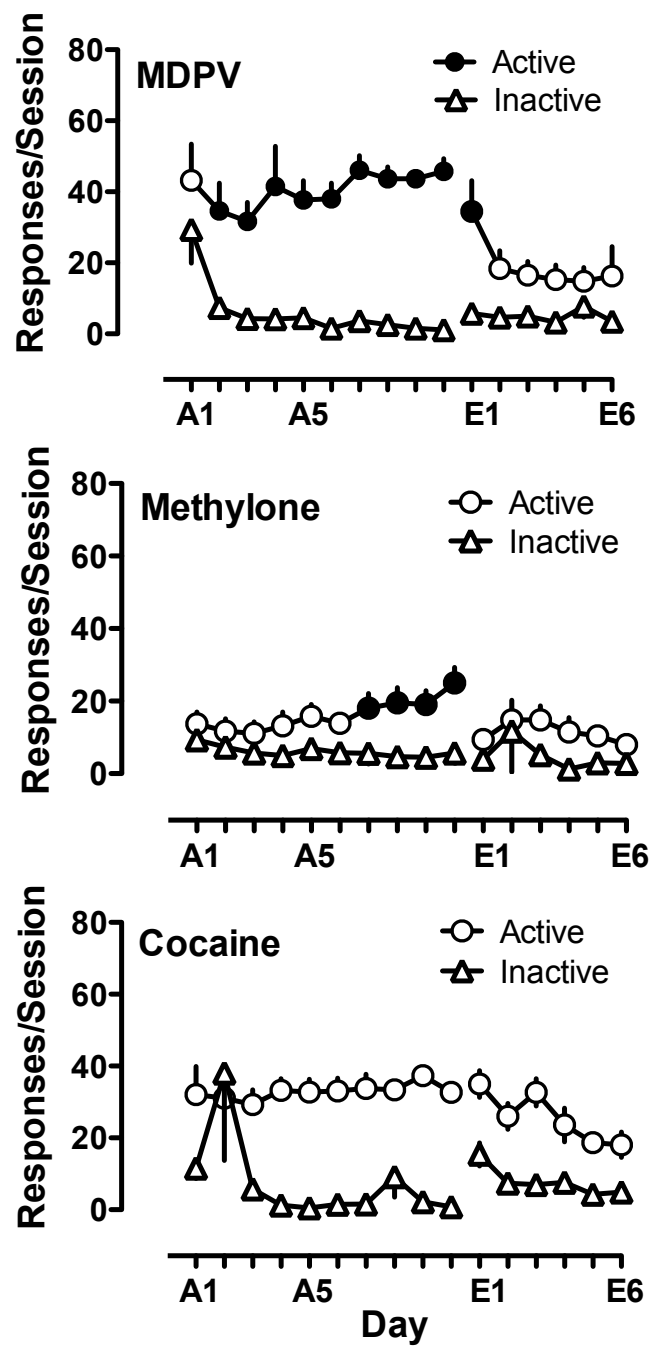 MDPV
Active
Inactive
Responses/Session
80
60
40
20
0
A1 A5 E1 E6
Methylone
Active
Inactive
Responses/Session
80
60
40
20
0
A1 A5 E1 E6
Cocaine
Active
Inactive
Responses/Session
80
60
40
20
0
A1 A5 E1 E6
Day